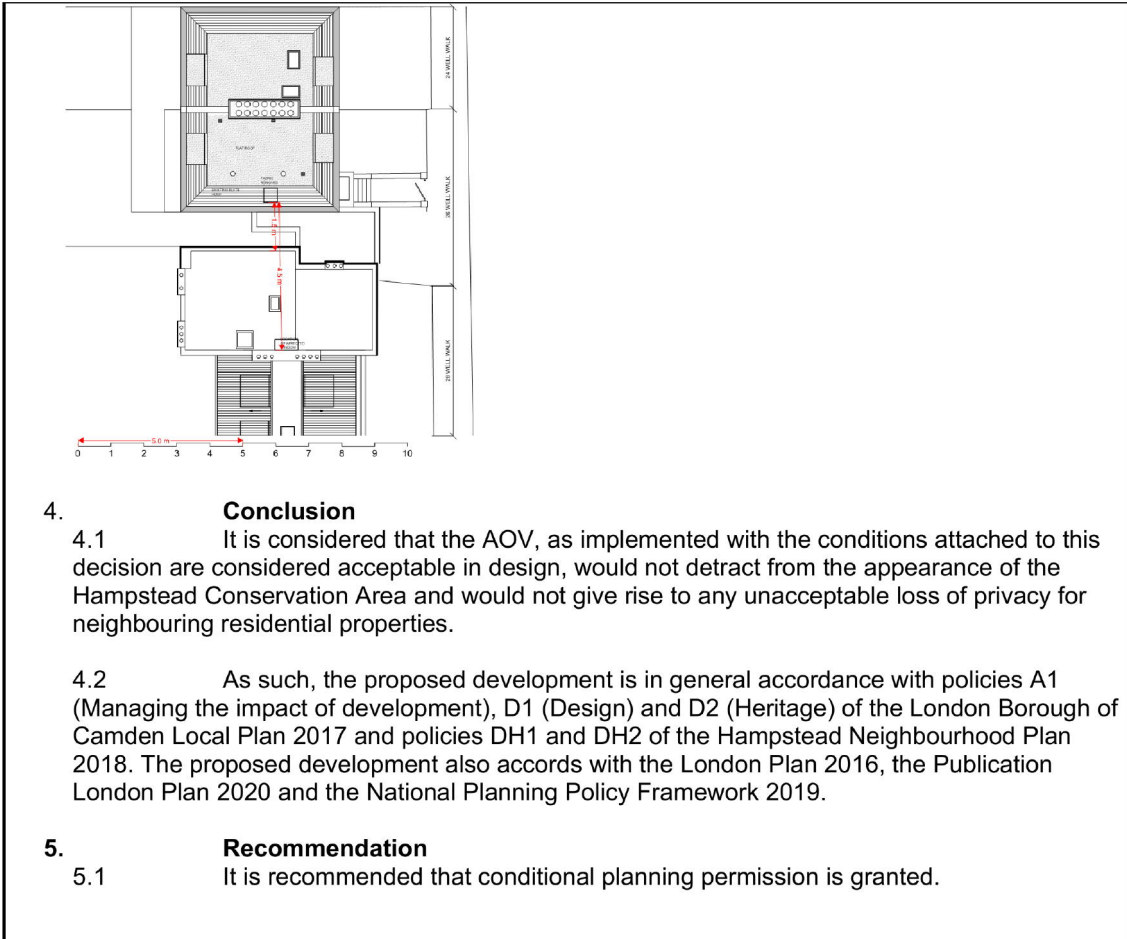 24 WELL WALK
FLAT ROOF
26 WELL WALK
1.5 m
4.5 m
28 WELL WALK
5.0 m
0 1 2 3 4 5 6 7 8 9 10
4. Conclusion
4.1 It is considered that the AOV, as implemented with the conditions attached to this
decision are considered acceptable in design, would not detract from the appearance of the
Hampstead Conservation Area and would not give rise to any unacceptable loss of privacy for
neighbouring residential properties.
4.2 As such, the proposed development is in general accordance with policies A1
(Managing the impact of development), D1 (Design) and D2 (Heritage) of the London Borough of
Camden Local Plan 2017 and policies DH1 and DH2 of the Hampstead Neighbourhood Plan
2018. The proposed development also accords with the London Plan 2016, the Publication
London Plan 2020 and the National Planning Policy Framework 2019.
5. Recommendation
5.1 It is recommended that conditional planning permission is granted.